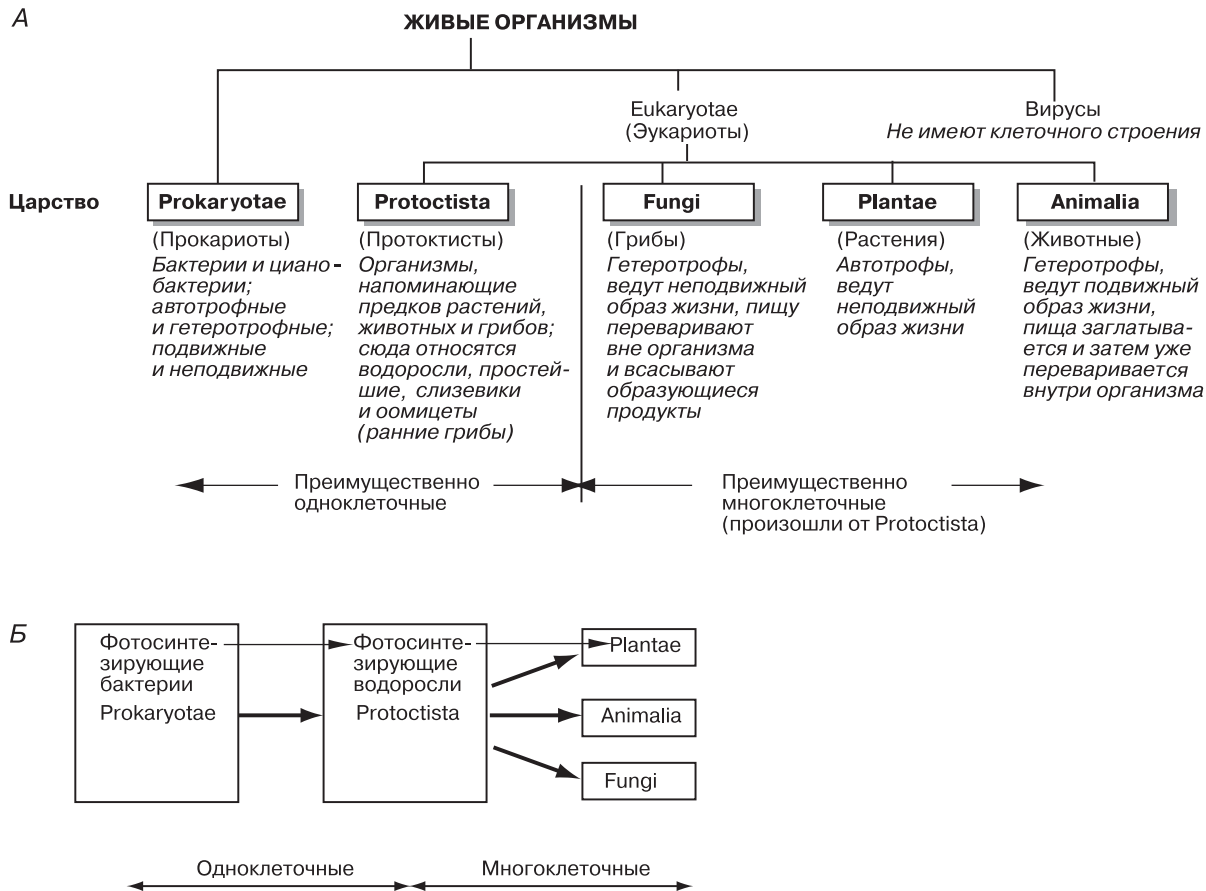 А
ЖИВЫЕ ОРГАНИЗМЫ
Eukaryotae
(Эукариоты)
Вирусы
Не имеют клеточного строения
Царство
Prokaryotae
(Прокариоты)
Бактерии и циано-
бактерии;
автотрофные
и гетеротрофные;
подвижные
и неподвижные
Protoctista
(Протоктисты)
Организмы,
напоминающие
предков растений,
животных и грибов;
сюда относятся
водоросли, простей-
шие, слизевики
и оомицеты
(ранние грибы)
Fungi
(Грибы)
Гетеротрофы,
ведут неподвижный
образ жизни, пищу
переваривают
вне организма
и всасывают
образующиеся
продукты
Plantae
(Растения)
Автотрофы,
ведут
неподвижный
образ жизни
Animalia
(Животные)
Гетеротрофы,
ведут подвижный
образ жизни,
пища заглатыва-
ется и затем уже
переваривается
внутри организма
Преимущественно
одноклеточные
Преимущественно
многоклеточные
(произошли от Protoctista)
Б
Фотосинте-
зирующие
бактерии
Prokaryotae
Фотосинте-
зирующие
водоросли
Protoctista
Plantae
Animalia
Fungi
Одноклеточные
Многоклеточные